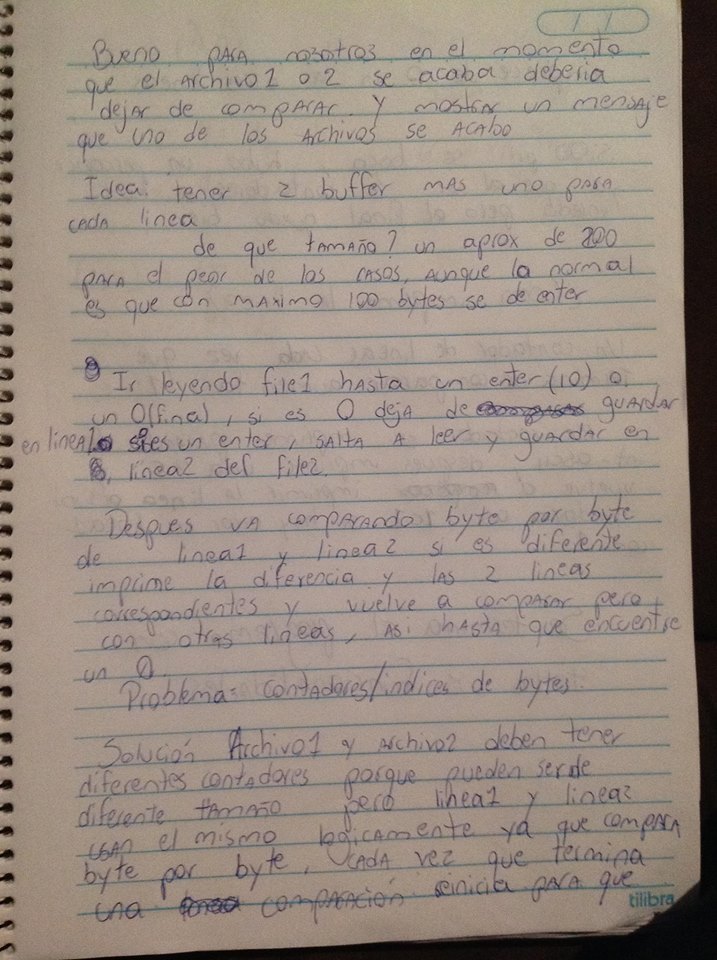 Bueno para nosotros en el momento
que el archivo1 o 2 se acaba deberia
dejar de comparar y mostrar un mensaje
que uno de los archivos se acabo
Idea: tener 2 buffer mas uno para
cada linea
de que tamaño? un aprox de 200
para el peor de los casos, aunque lo normal
es que con maximo 100 bytes se de enter
Ir leyendo file1 hasta un enter (10) o
un 0(final), si es 0 deja de guardar
en linea1, si es un enter, salta a leer y guardar en
linea2 del file2.
Despues va comparando byte por byte
de linea1 y linea2 si es diferente
imprime la diferencia y las 2 lineas
correspondientes y vuelve a comparar pero
con otras lineas, asi hasta que encuentre
un 0.
Problema: contadores/indices de bytes.
Solución Archivo1 y archivo2 deben tener
diferentes contadores porque pueden ser de
diferente tamaño pero linea1 y linea2
usan el mismo logicamente ya que compara
byte por byte, cada vez que termina
una comparación reinicia para que
tilibra